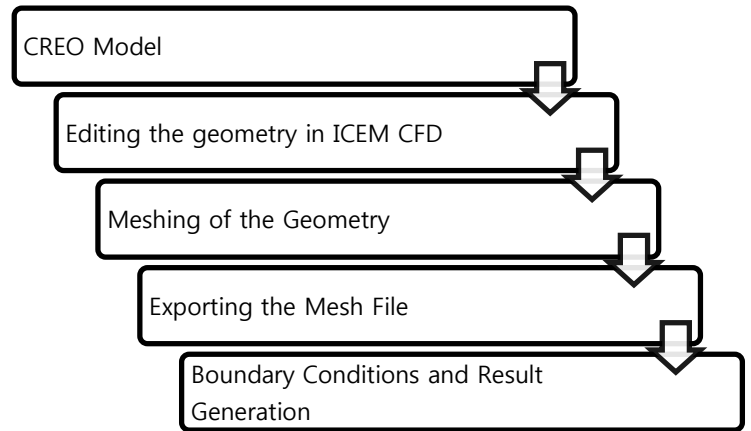 CREO Model
Editing the geometry in ICEM CFD
Meshing of the Geometry
Exporting the Mesh File
Boundary Conditions and Result
Generation